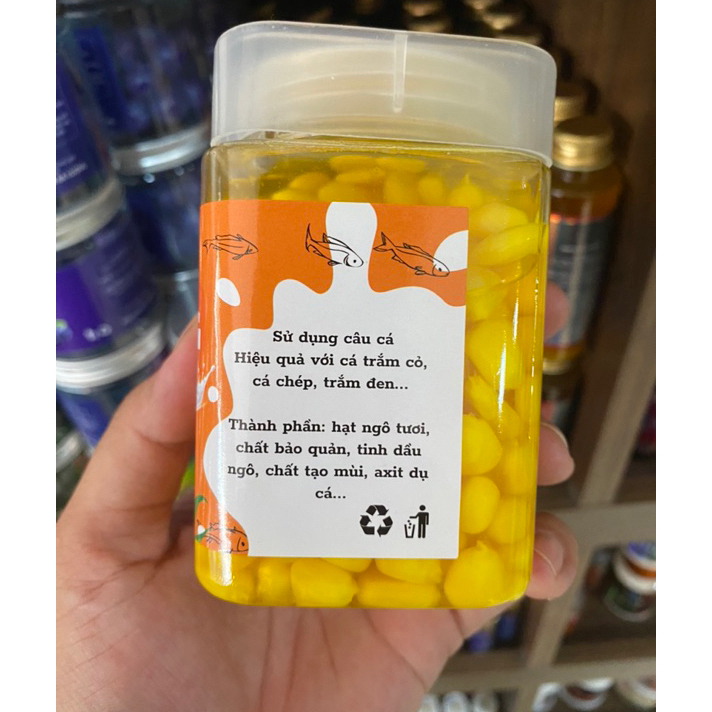 Sử dụng câu cá
Hiệu quả với cá trắm cỏ,
cá chép, trắm đen...
Thành phần: hạt ngô tươi,
chất bảo quản, tinh dầu
ngô, chất tạo mùi, axit dụ
cá...